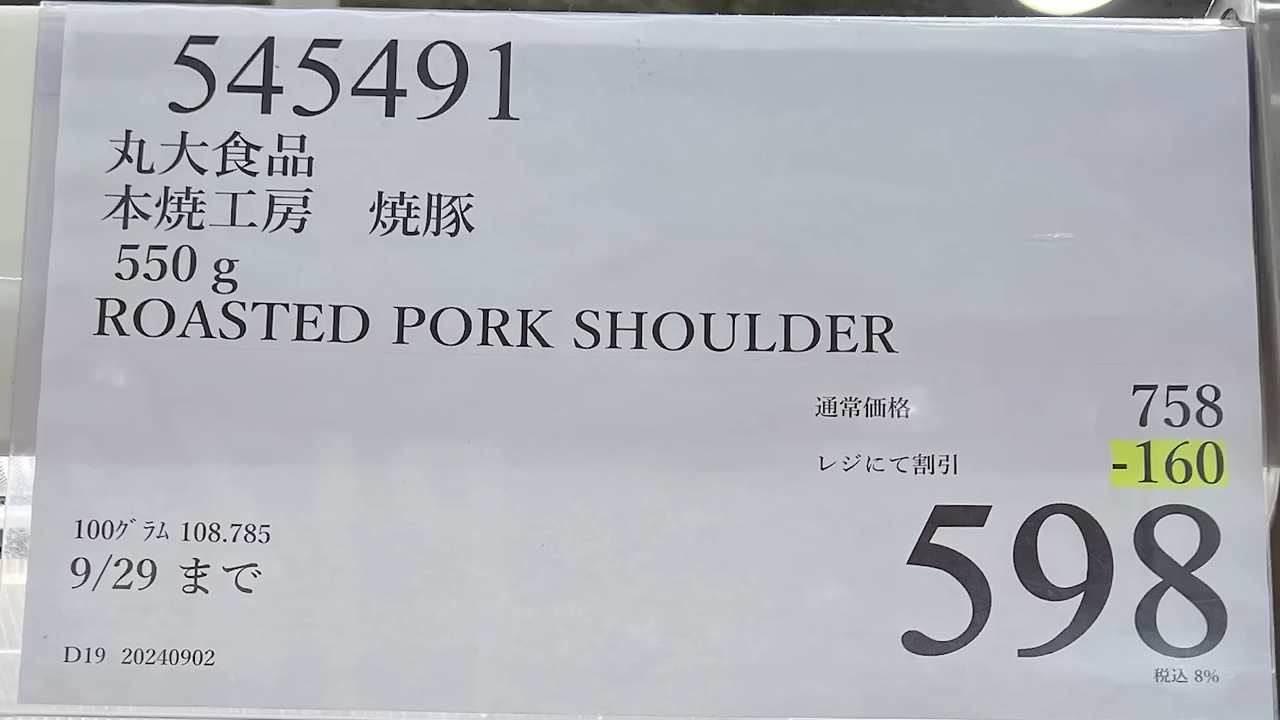 545491
丸大食品
本焼工房　焼豚
550 g
ROASTED PORK SHOULDER
通常価格 758
レジにて割引 -160
598
税込 8%
100ｸﾞﾗﾑ 108.785
9/29 まで
D19 20240902